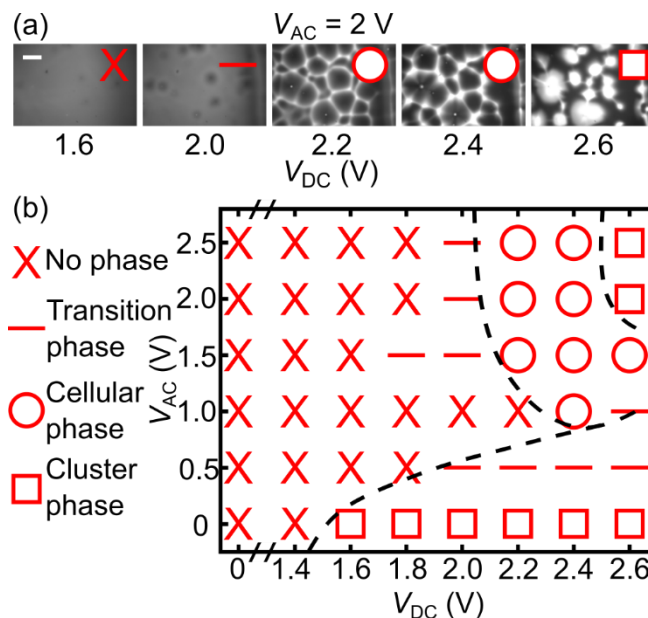 (a) V_AC = 2 V
1.6 2.0 2.2 2.4 2.6
V_DC (V)
(b)
No phase
Transition
phase
Cellular
phase
Cluster
phase
V_AC (V)
2.5
2.0
1.5
1.0
0.5
0
0 1.4 1.6 1.8 2.0 2.2 2.4 2.6
V_DC (V)